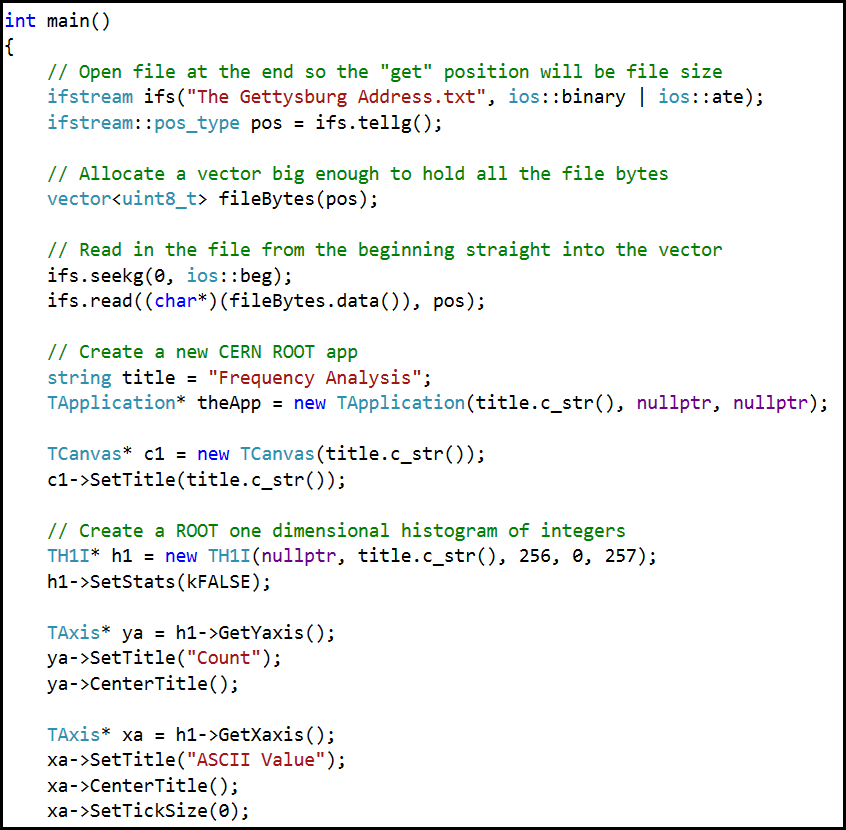 int main()
{
    // Open file at the end so the "get" position will be file size
    ifstream ifs("The Gettysburg Address.txt", ios::binary | ios::ate);
    ifstream::pos_type pos = ifs.tellg();

    // Allocate a vector big enough to hold all the file bytes
    vector<uint8_t> fileBytes(pos);

    // Read in the file from the beginning straight into the vector
    ifs.seekg(0, ios::beg);
    ifs.read((char*)(fileBytes.data()), pos);

    // Create a new CERN ROOT app
    string title = "Frequency Analysis";
    TApplication* theApp = new TApplication(title.c_str(), nullptr, nullptr);

    TCanvas* c1 = new TCanvas(title.c_str());
    c1->SetTitle(title.c_str());

    // Create a ROOT one dimensional histogram of integers
    TH1I* h1 = new TH1I(nullptr, title.c_str(), 256, 0, 257);
    h1->SetStats(kFALSE);

    TAxis* ya = h1->GetYaxis();
    ya->SetTitle("Count");
    ya->CenterTitle();

    TAxis* xa = h1->GetXaxis();
    xa->SetTitle("ASCII Value");
    xa->CenterTitle();
    xa->SetTickSize(0);